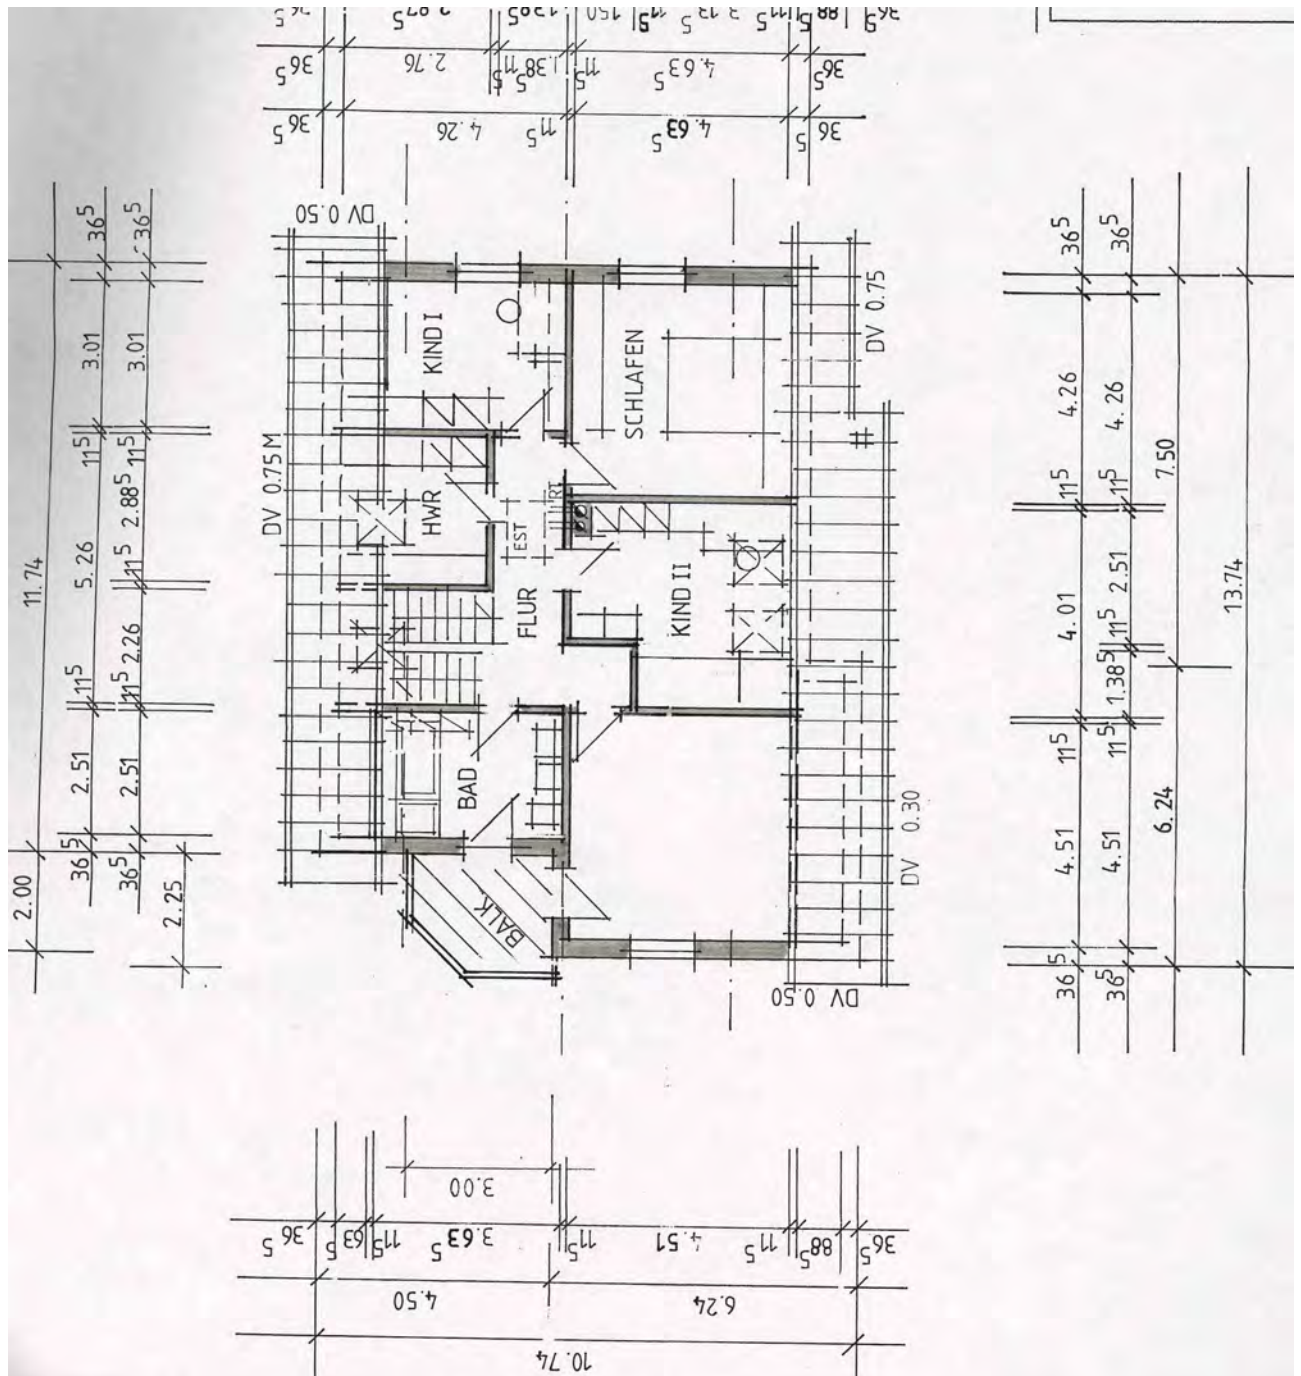 36⁵ 2.76 11⁵ 1.38⁵ 11⁵ 4.63⁵ 36⁵
36⁵ 4.26 11⁵ 4.63⁵ 36⁵
DV 0.50
DV 0.75
DV 0.75 M
DV 0.30
DV 0.50
KIND I
SCHLAFEN
HWR
EST
RT
FLUR
KIND II
BAD
BALK
11.74
2.00
36⁵ 3.01 11⁵ 5.26 11⁵ 2.51 36⁵
36⁵ 3.01 11⁵ 2.88⁵ 11⁵ 2.26 11⁵ 2.51 36⁵
2.25
36⁵ 4.26 11⁵ 4.01 11⁵ 4.51 36⁵
36⁵ 4.26 11⁵ 2.51 11⁵ 1.38⁵ 11⁵ 4.51 36⁵
7.50 6.24
13.74
3.00
36⁵ 63⁵ 11⁵ 3.63⁵ 11⁵ 4.51 11⁵ 88⁵ 36⁵
4.50 6.24
10.74